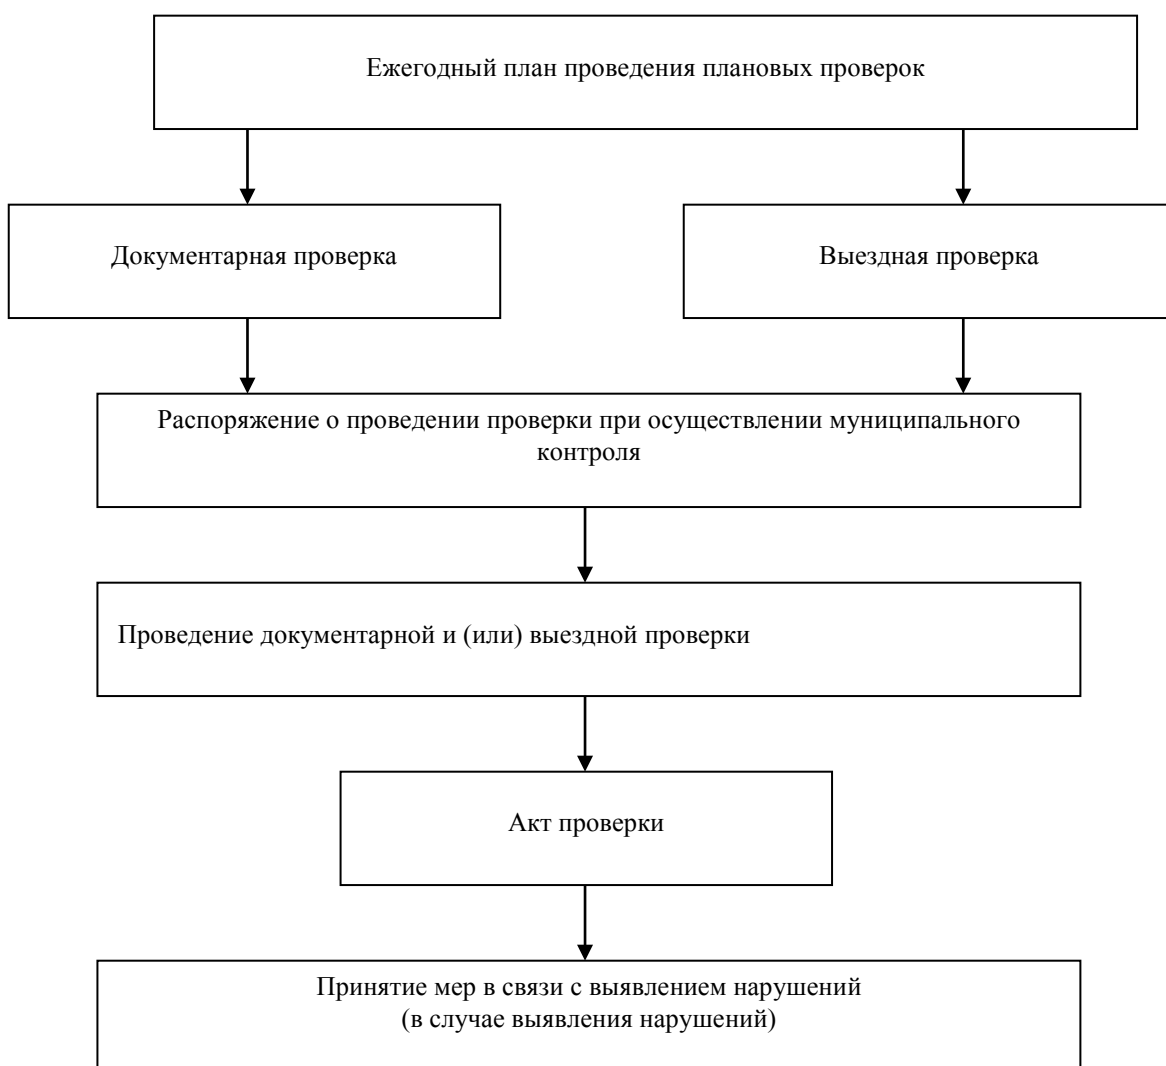 Ежегодный план проведения плановых проверок
Документарная проверка
Выездная проверка
Распоряжение о проведении проверки при осуществлении муниципального
контроля
Проведение документарной и (или) выездной проверки
Акт проверки
Принятие мер в связи с выявлением нарушений
(в случае выявления нарушений)